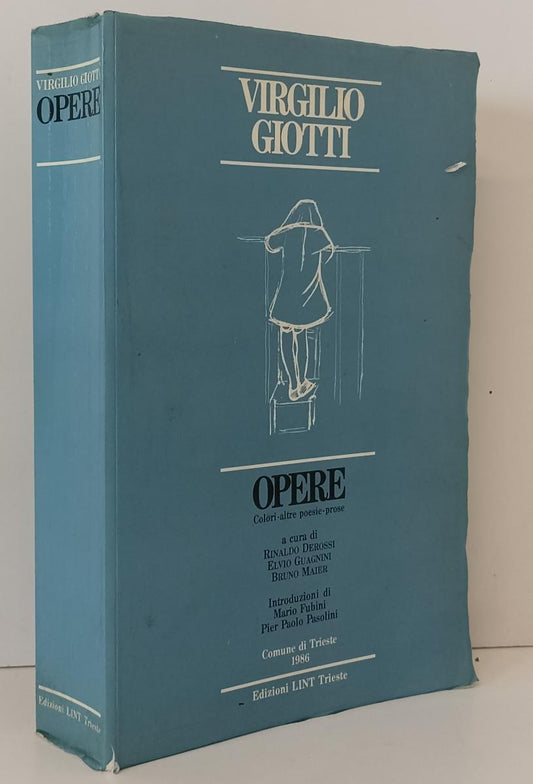 VIRGILIO GIOTTI
OPERE
Edizioni LINT Trieste
VIRGILIO
GIOTTI
OPERE
Colori-altre poesie-prose
a cura di
RINALDO DEROSSI
ELVIO GUAGNINI
BRUNO MAIER
Introduzioni di
Mario Fubini
Pier Paolo Pasolini
Comune di Trieste
1986
Edizioni LINT Trieste